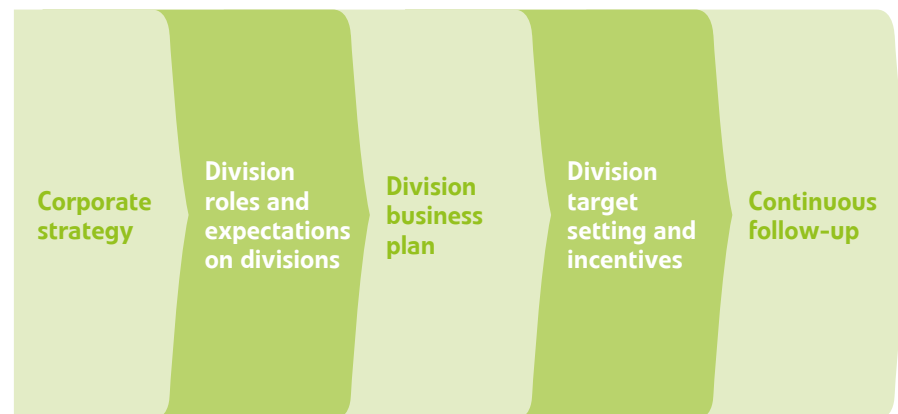 Corporate
strategy
Division
roles and
expectations
on divisions
Division
business
plan
Division
target
setting and
incentives
Continuous
follow-up